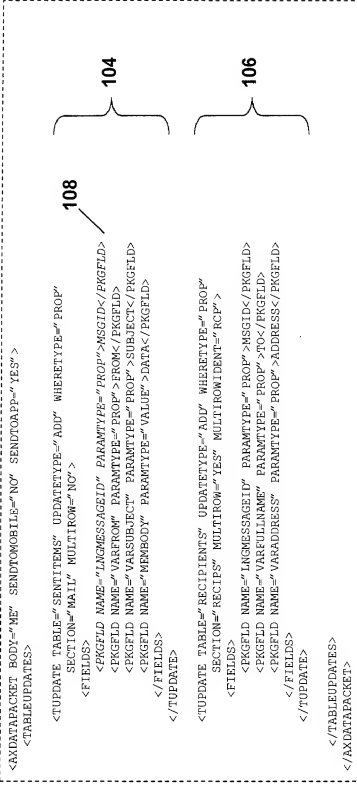 <AXDATAPACKET BODY="ME" SENDTOMOBILE="NO" SENDTOAPP="YES">
<TABLEUPDATES>
<TUPDATE TABLE="SENTITEMS" UPDATETYPE="ADD" WHERETYPE="PROP"
SECTION="MAIL" MULTIROW="NO">
<FIELDS>
<PKGFLD NAME="LNGMESSAGEID" PARAMTYPE="PROP">MSGID</PKGFLD>
<PKGFLD NAME="VARFROM" PARAMTYPE="PROP">FROM</PKGFLD>
<PKGFLD NAME="VARSUBJECT" PARAMTYPE="PROP">SUBJECT</PKGFLD>
<PKGFLD NAME="MEMBODY" PARAMTYPE="VALUE">DATA</PKGFLD>
</FIELDS>
</TUPDATE>
108
104
<TUPDATE TABLE="RECIPIENTS" UPDATETYPE="ADD" WHERETYPE="PROP"
SECTION="RECIPS" MULTIROW="YES" MULTIROWIDENT="RCP">
<FIELDS>
<PKGFLD NAME="LNGMESSAGEID" PARAMTYPE="PROP">MSGID</PKGFLD>
<PKGFLD NAME="VARFULLNAME" PARAMTYPE="PROP">TO</PKGFLD>
<PKGFLD NAME="VARADDRESS" PARAMTYPE="PROP">ADDRESS</PKGFLD>
</FIELDS>
</TUPDATE>
106
</TABLEUPDATES>
</AXDATAPACKET>